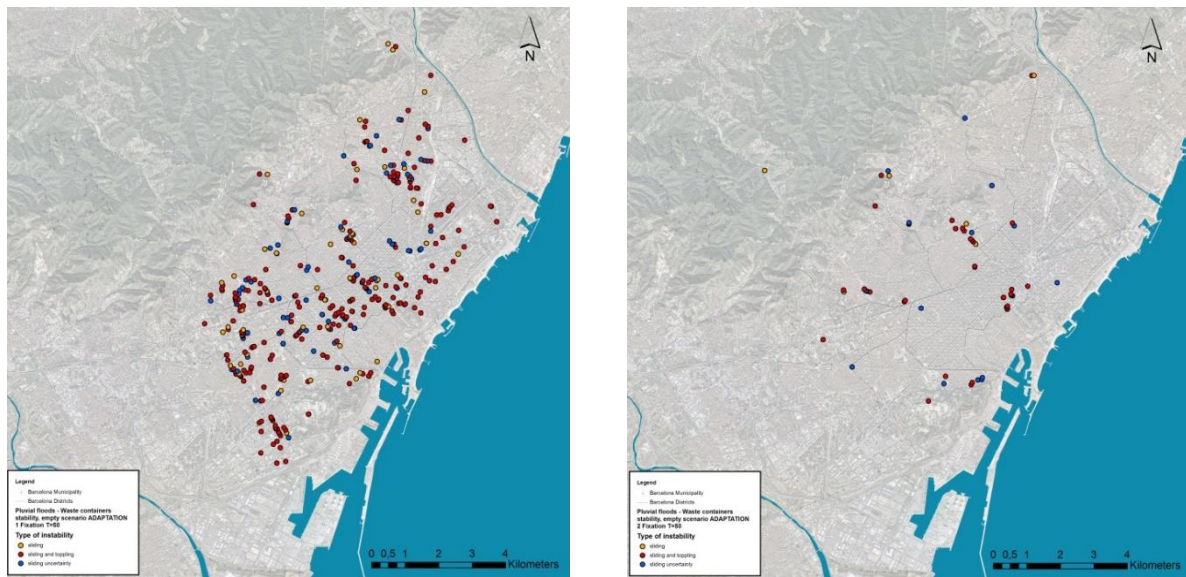 N
Legend
Barcelona Municipality
Barcelona Districts
Pluvial floods - Waste containers
stability, empty scenario ADAPTATION
1 Fixation T=50
Type of instability
sliding
sliding and toppling
sliding uncertainty
0 0,5 1 2 3 4
Kilometers
N
Legend
Barcelona Municipality
Barcelona Districts
Pluvial floods - Waste containers
stability, empty scenario ADAPTATION
2 Fixation T=50
Type of instability
sliding
sliding and toppling
sliding uncertainty
0 0,5 1 2 3 4
Kilometers